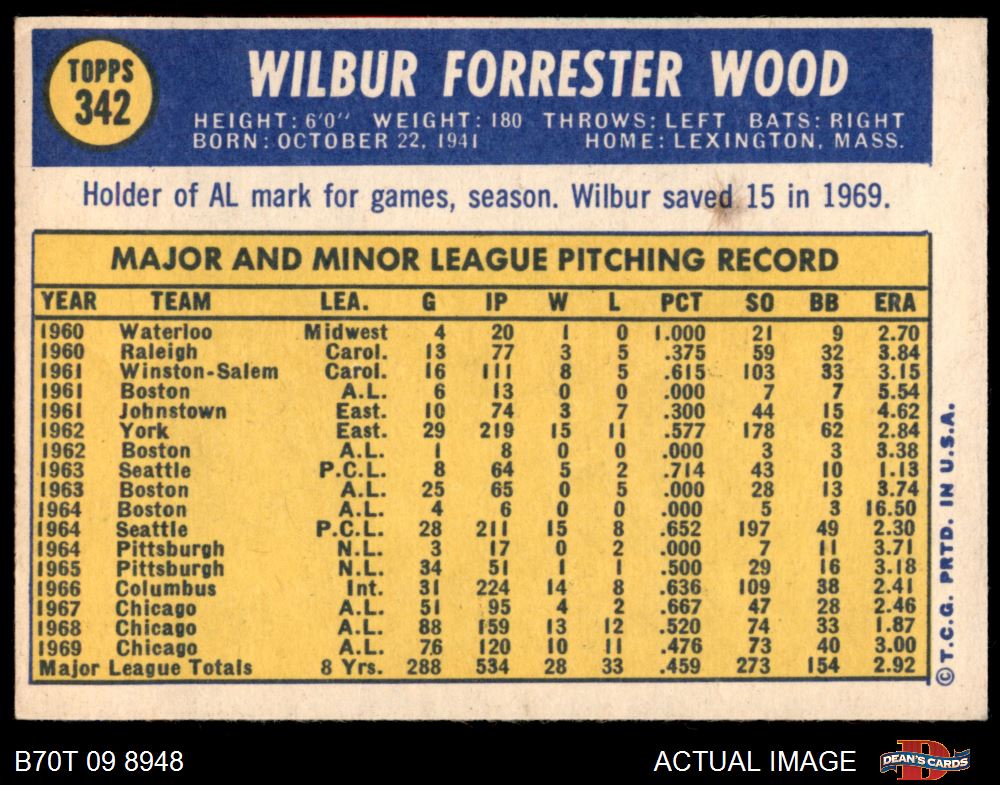 TOPPS
342
WILBUR FORRESTER WOOD
HEIGHT: 6'0" WEIGHT: 180 THROWS: LEFT BATS: RIGHT
BORN: OCTOBER 22, 1941 HOME: LEXINGTON, MASS.
Holder of AL mark for games, season. Wilbur saved 15 in 1969.
MAJOR AND MINOR LEAGUE PITCHING RECORD
YEAR TEAM LEA. G IP W L PCT SO BB ERA
1960 Waterloo Midwest 4 20 1 0 1.000 21 9 2.70
1960 Raleigh Carol. 13 77 3 5 .375 59 32 3.84
1961 Winston-Salem Carol. 16 111 8 5 .615 103 33 3.15
1961 Boston A.L. 6 13 0 0 .000 7 7 5.54
1961 Johnstown East. 10 74 3 7 .300 44 15 4.62
1962 York East. 29 219 15 11 .577 178 62 2.84
1962 Boston A.L. 1 8 0 0 .000 3 3 3.38
1963 Seattle P.C.L. 8 64 5 2 .714 43 10 1.13
1963 Boston A.L. 25 65 0 5 .000 28 13 3.74
1964 Boston A.L. 4 6 0 0 .000 5 3 16.50
1964 Seattle P.C.L. 28 211 15 8 .652 197 49 2.30
1964 Pittsburgh N.L. 3 17 0 2 .000 7 11 3.71
1965 Pittsburgh N.L. 34 51 1 1 .500 29 16 3.18
1966 Columbus Int. 31 224 14 8 .636 109 38 2.41
1967 Chicago A.L. 51 95 4 2 .667 47 28 2.46
1968 Chicago A.L. 88 159 13 12 .520 74 33 1.87
1969 Chicago A.L. 76 120 10 11 .476 73 40 3.00
Major League Totals 8 Yrs. 288 534 28 33 .459 273 154 2.92
© T.C.G. PRTD. IN U.S.A.
B70T 09 8948 ACTUAL IMAGE
DEAN'S CARDS